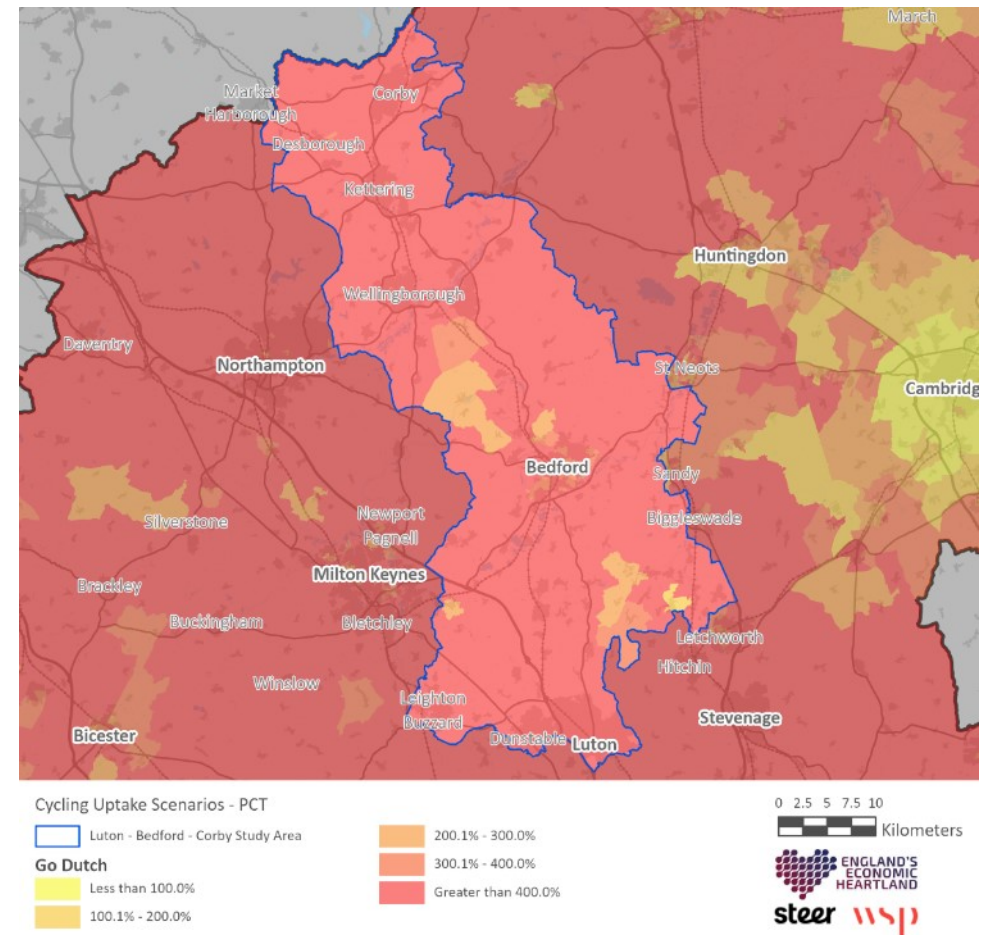 March
Market
Harborough
Corby
Desborough
Kettering
Huntingdon
Wellingborough
Daventry
Northampton
St Neots
Cambridg
Bedford
Sandy
Silverstone
Newport
Pagnell
Biggleswade
Milton Keynes
Brackley
Buckingham
Bletchley
Letchworth
Hitchin
Winslow
Leighton
Buzzard
Stevenage
Bicester
Dunstable
Luton
Cycling Uptake Scenarios - PCT
Luton - Bedford - Corby Study Area
Go Dutch
Less than 100.0%
100.1% - 200.0%
200.1% - 300.0%
300.1% - 400.0%
Greater than 400.0%
0 2.5 5 7.5 10
Kilometers
ENGLAND'S
ECONOMIC
HEARTLAND
steer wsp